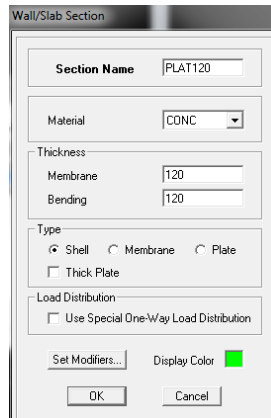 Wall/Slab Section
Section Name PLAT120
Material CONC
Thickness
Membrane 120
Bending 120
Type
Shell Membrane Plate
Thick Plate
Load Distribution
Use Special One-Way Load Distribution
Set Modifiers... Display Color
OK Cancel